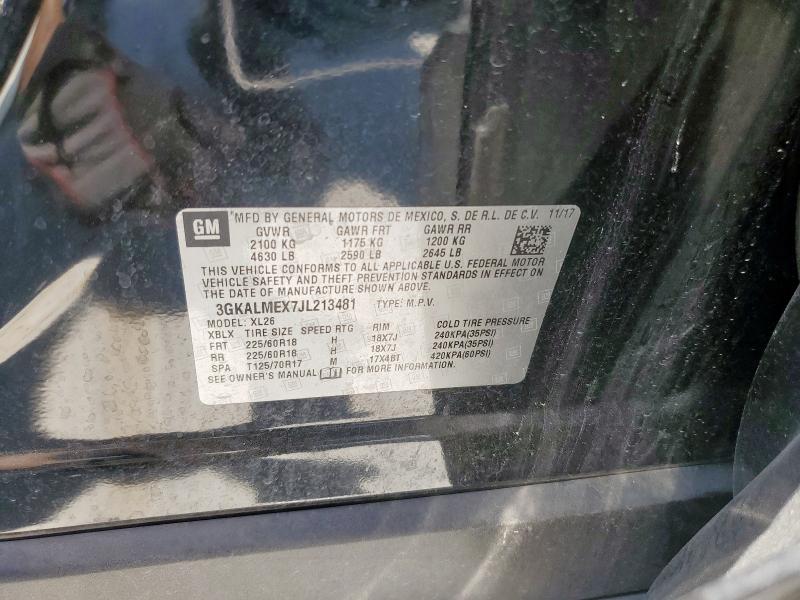 GM
MFD BY GENERAL MOTORS DE MEXICO, S. DE R.L. DE C.V. 11/17
GVWR GAWR FRT GAWR RR
2100 KG 1175 KG 1200 KG
4630 LB 2590 LB 2645 LB
THIS VEHICLE CONFORMS TO ALL APPLICABLE U.S. FEDERAL MOTOR
VEHICLE SAFETY AND THEFT PREVENTION STANDARDS IN EFFECT ON
THE DATE OF MANUFACTURE SHOWN ABOVE.
3GKALMEX7JL213481 TYPE: M.P.V.
MODEL: XL26
XBLX TIRE SIZE SPEED RTG RIM COLD TIRE PRESSURE
FRT 225/60R18 H 18X7J 240KPA(35PSI)
RR 225/60R18 H 18X7J 240KPA(35PSI)
SPA T125/70R17 M 17X4BT 420KPA(60PSI)
SEE OWNER'S MANUAL FOR MORE INFORMATION.